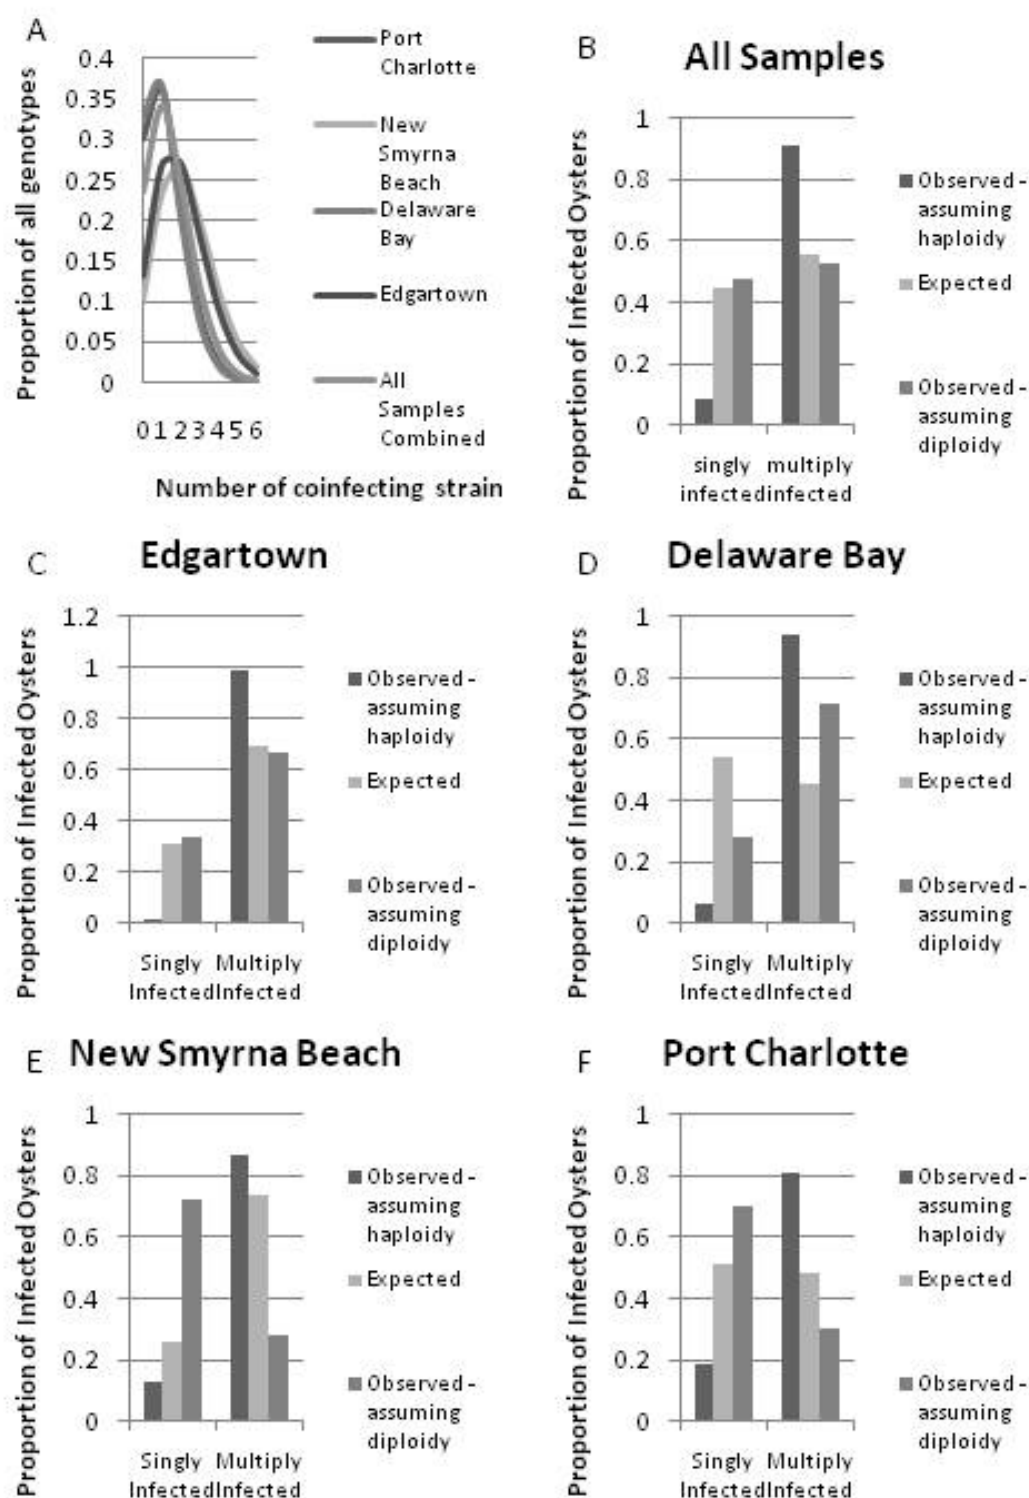 A
Proportion of all genotypes
0.4
0.35
0.3
0.25
0.2
0.15
0.1
0.05
0
0 1 2 3 4 5 6
Number of coinfecting strain
Port
Charlotte
New
Smyrna
Beach
Delaware
Bay
Edgartown
All
Samples
Combined
B
All Samples
Proportion of Infected Oysters
1
0.8
0.6
0.4
0.2
0
singly multiply
infected infected
Observed -
assuming
haploidy
Expected
Observed -
assuming
diploidy
C
Edgartown
Proportion of Infected Oysters
1.2
1
0.8
0.6
0.4
0.2
0
Singly Multiply
Infected Infected
Observed -
assuming
haploidy
Expected
Observed -
assuming
diploidy
D
Delaware Bay
Proportion of Infected Oysters
1
0.8
0.6
0.4
0.2
0
Singly Multiply
Infected Infected
Observed -
assuming
haploidy
Expected
Observed -
assuming
diploidy
E
New Smyrna Beach
Proportion of Infected Oysters
1
0.8
0.6
0.4
0.2
0
Singly Multiply
Infected Infected
Observed -
assuming
haploidy
Expected
Observed -
assuming
diploidy
F
Port Charlotte
Proportion of Infected Oysters
1
0.8
0.6
0.4
0.2
0
Singly Multiply
Infected Infected
Observed -
assuming
haploidy
Expected
Observed -
assuming
diploidy